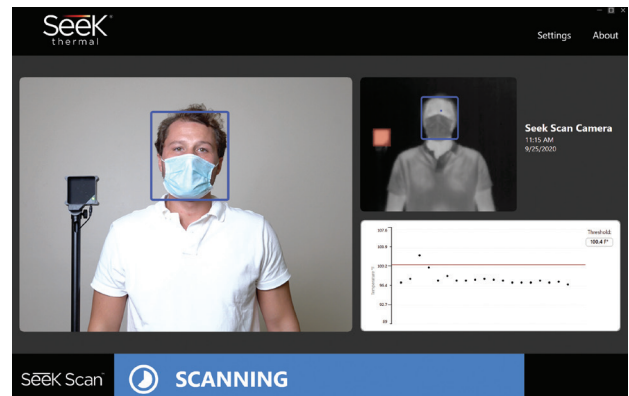 Seek
thermal
Settings
About
Seek Scan Camera
11:15 AM
9/25/2020
Threshold:
100.4 F°
Temperature °F
Seek Scan
SCANNING